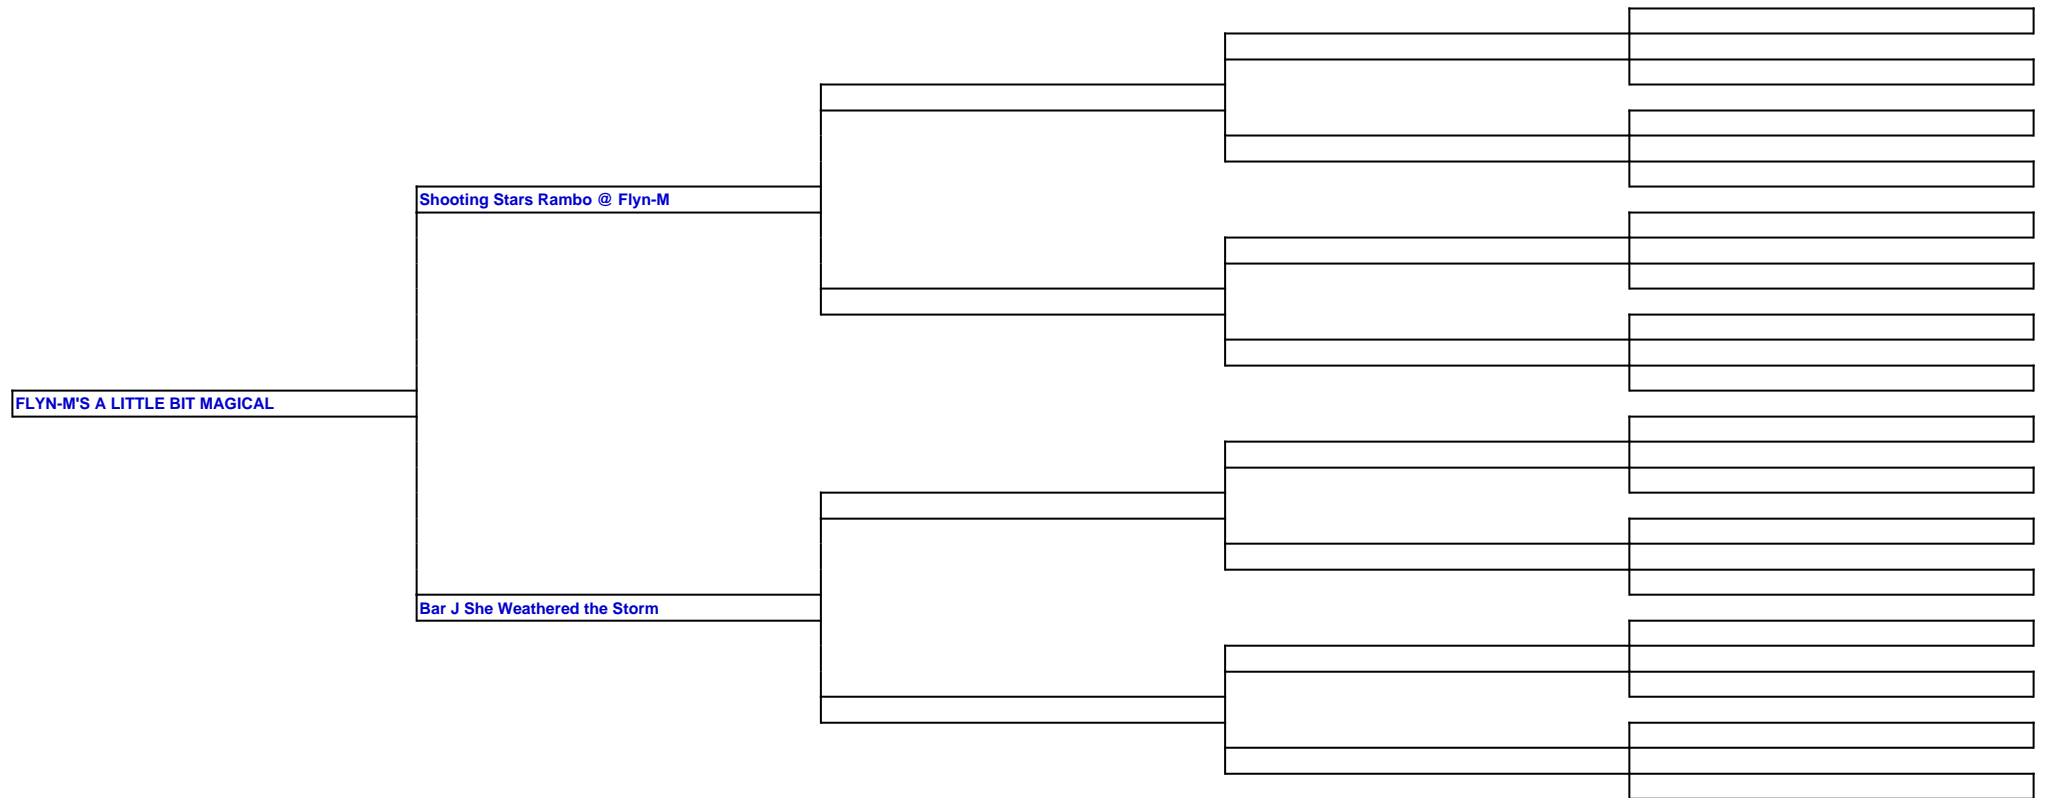 Shooting Stars Rambo @ Flyn-M
FLYN-M'S A LITTLE BIT MAGICAL
Bar J She Weathered the Storm